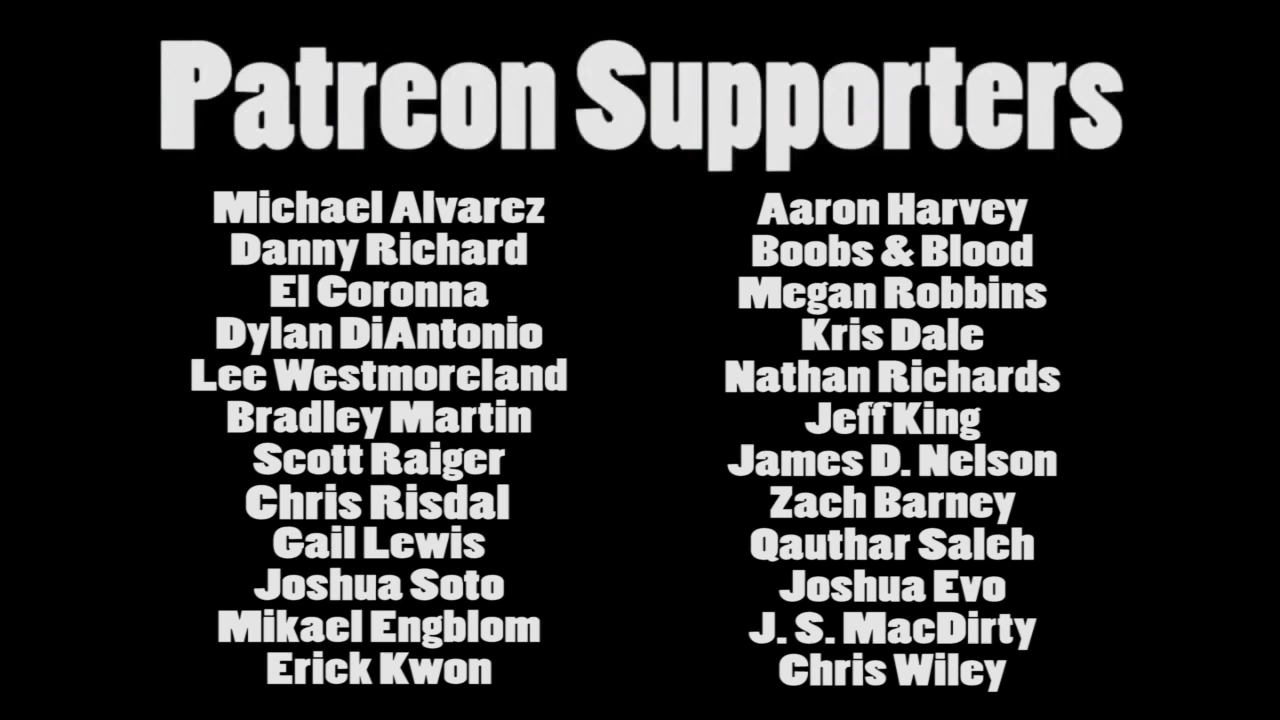 Patreon Supporters
Michael Alvarez
Danny Richard
El Coronna
Dylan DiAntonio
Lee Westmoreland
Bradley Martin
Scott Raiger
Chris Risdal
Gail Lewis
Joshua Soto
Mikael Engblom
Erick Kwon
Aaron Harvey
Boobs & Blood
Megan Robbins
Kris Dale
Nathan Richards
Jeff King
James D. Nelson
Zach Barney
Qauthar Saleh
Joshua Evo
J. S. MacDirty
Chris Wiley